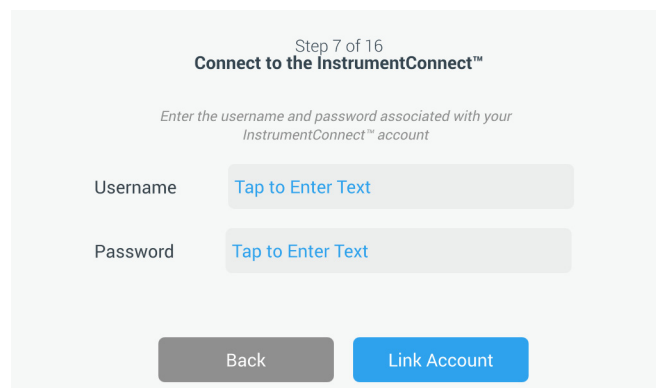 Step 7 of 16
Connect to the InstrumentConnect™
Enter the username and password associated with your
InstrumentConnect™ account
Username Tap to Enter Text
Password Tap to Enter Text
Back Link Account